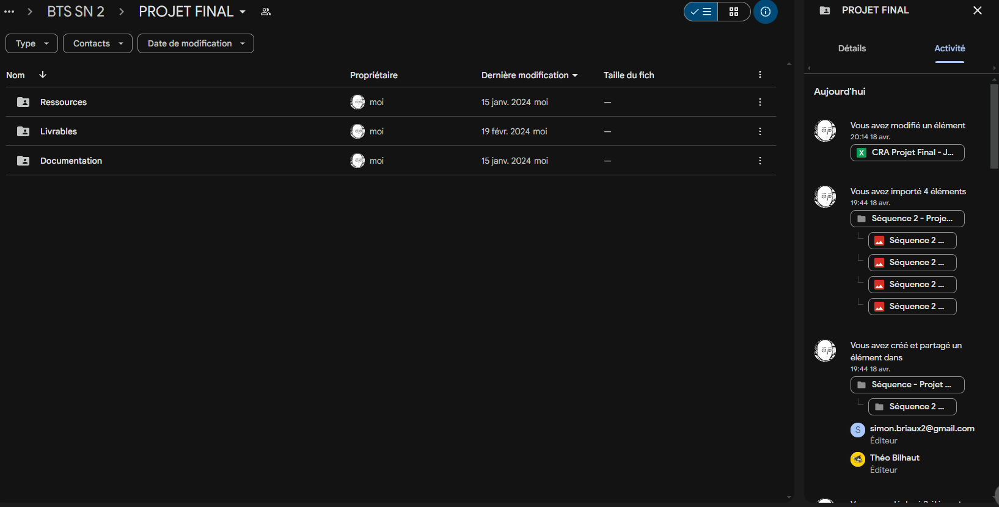 BTS SN 2 > PROJET FINAL
Type
Contacts
Date de modification
Nom
Propriétaire
Dernière modification
Taille du fich
Ressources
moi
15 janv. 2024 moi
—
Livrables
moi
19 févr. 2024 moi
—
Documentation
moi
15 janv. 2024 moi
—
PROJET FINAL
Détails
Activité
Aujourd'hui
Vous avez modifié un élément
20:14 18 avr.
X
CRA Projet Final - J...
Vous avez importé 4 éléments
19:44 18 avr.
Séquence 2 - Proje...
Séquence 2 ...
Séquence 2 ...
Séquence 2 ...
Séquence 2 ...
Vous avez créé et partagé un
élément dans
19:44 18 avr.
Séquence - Projet ...
Séquence 2 ...
S
simon.briaux2@gmail.com
Éditeur
Théo Bilhaut
Éditeur